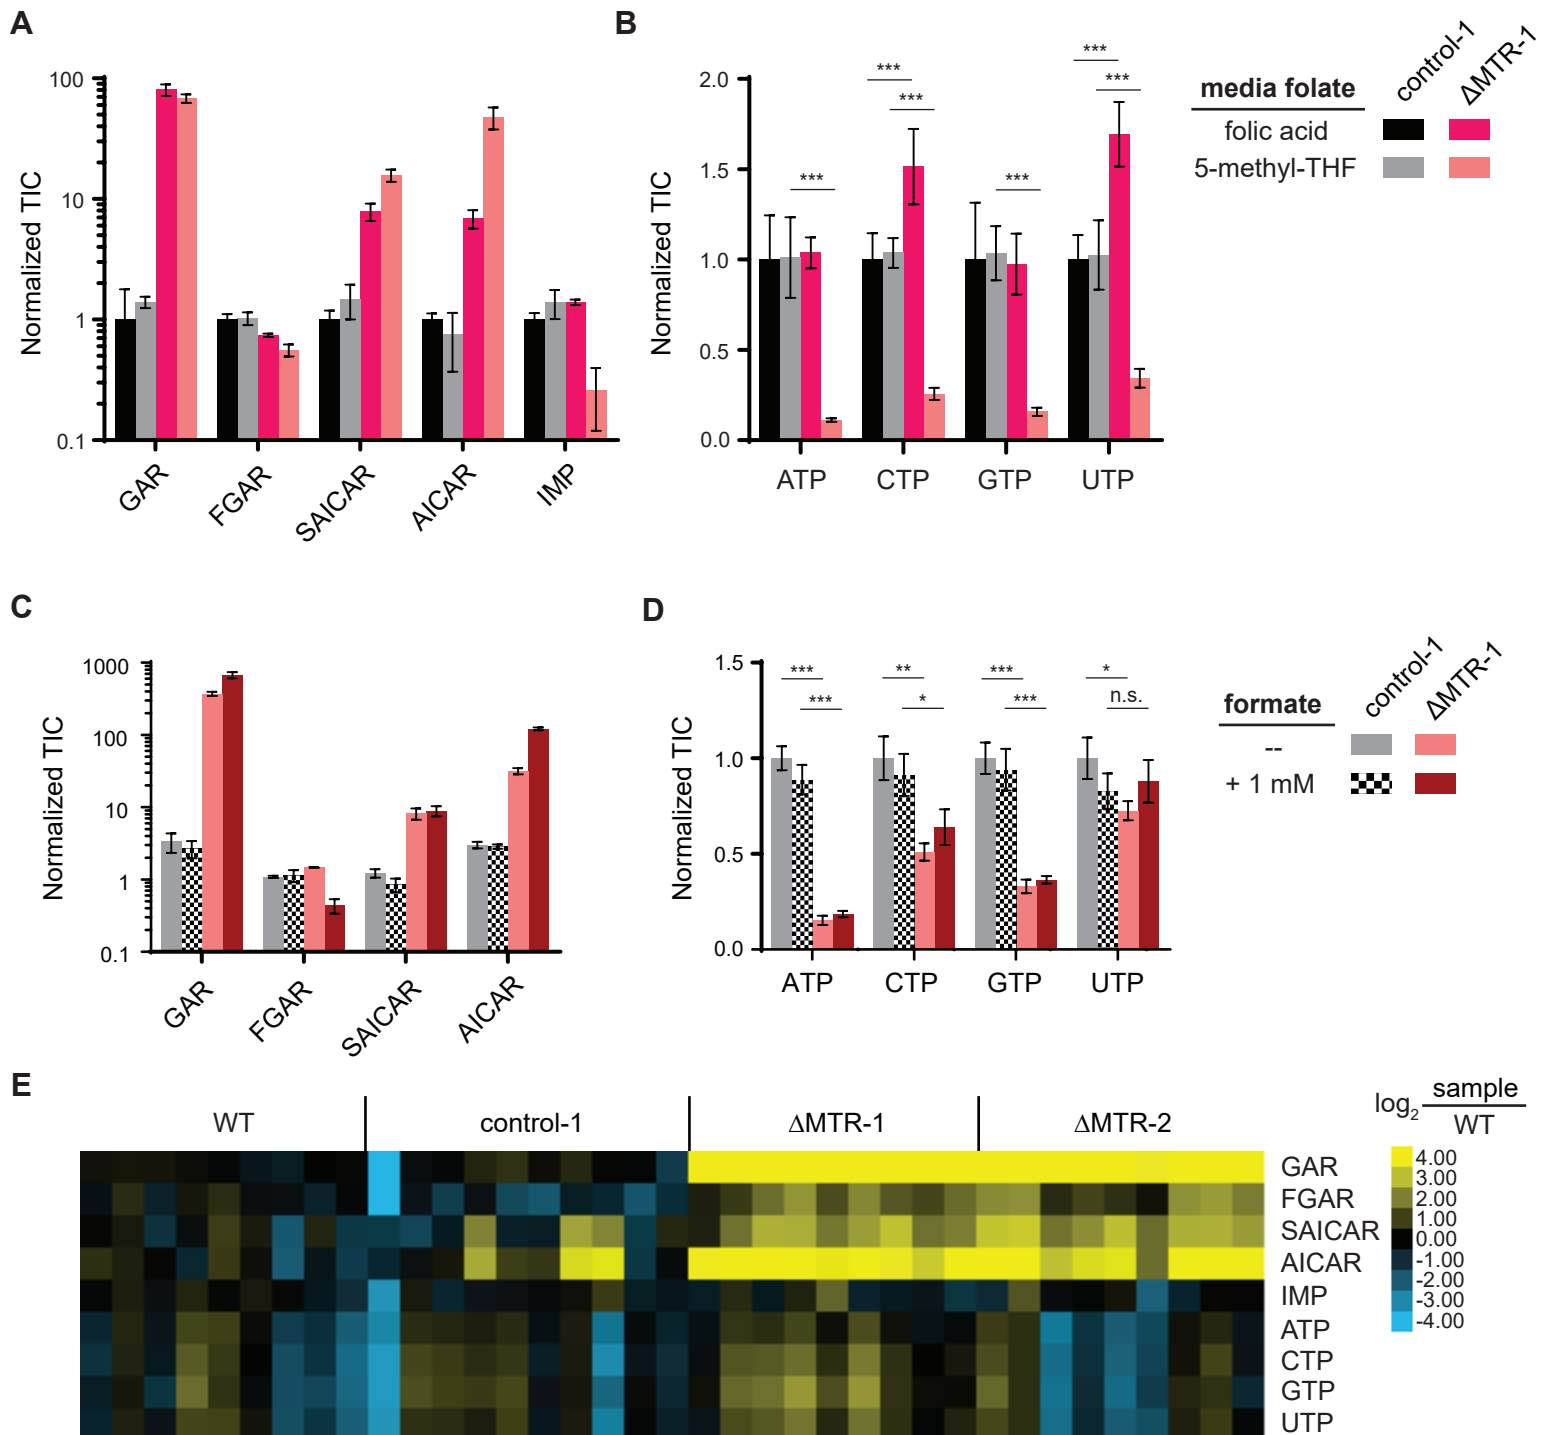 A
Normalized TIC
100
10
1
0.1
GAR
FGAR
SAICAR
AICAR
IMP
B
Normalized TIC
2.0
1.5
1.0
0.5
0.0
***
***
***
***
***
***
ATP
CTP
GTP
UTP
media folate
control-1
ΔMTR-1
folic acid
5-methyl-THF
C
Normalized TIC
1000
100
10
1
0.1
GAR
FGAR
SAICAR
AICAR
D
Normalized TIC
1.5
1.0
0.5
0.0
***
***
**
*
***
***
*
n.s.
ATP
CTP
GTP
UTP
formate
control-1
ΔMTR-1
--
+ 1 mM
E
WT
control-1
ΔMTR-1
ΔMTR-2
GAR
FGAR
SAICAR
AICAR
IMP
ATP
CTP
GTP
UTP
log2 sample
WT
4.00
3.00
2.00
1.00
0.00
-1.00
-2.00
-3.00
-4.00